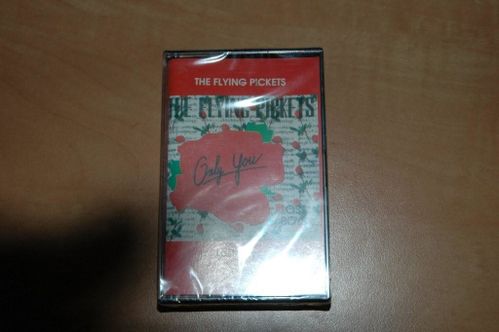 THE FLYING PICKETS
THE FLYING PICKETS
Only You